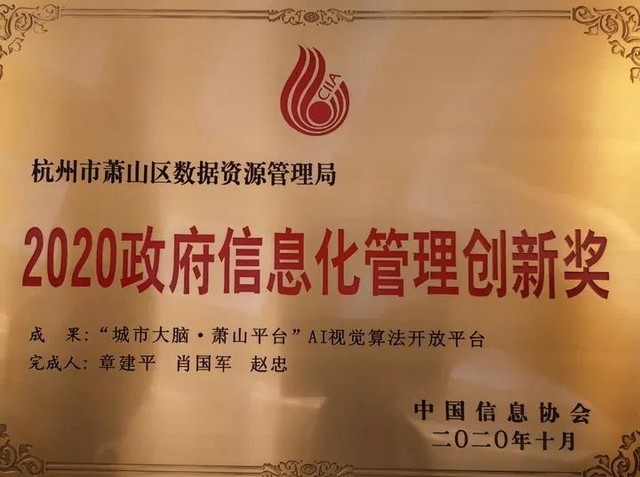 CIIA
杭州市萧山区数据资源管理局
2020政府信息化管理创新奖
成 果：“城市大脑·萧山平台”AI视觉算法开放平台
完成人：章建平 肖国军 赵忠
中国信息协会
二〇二〇年十月